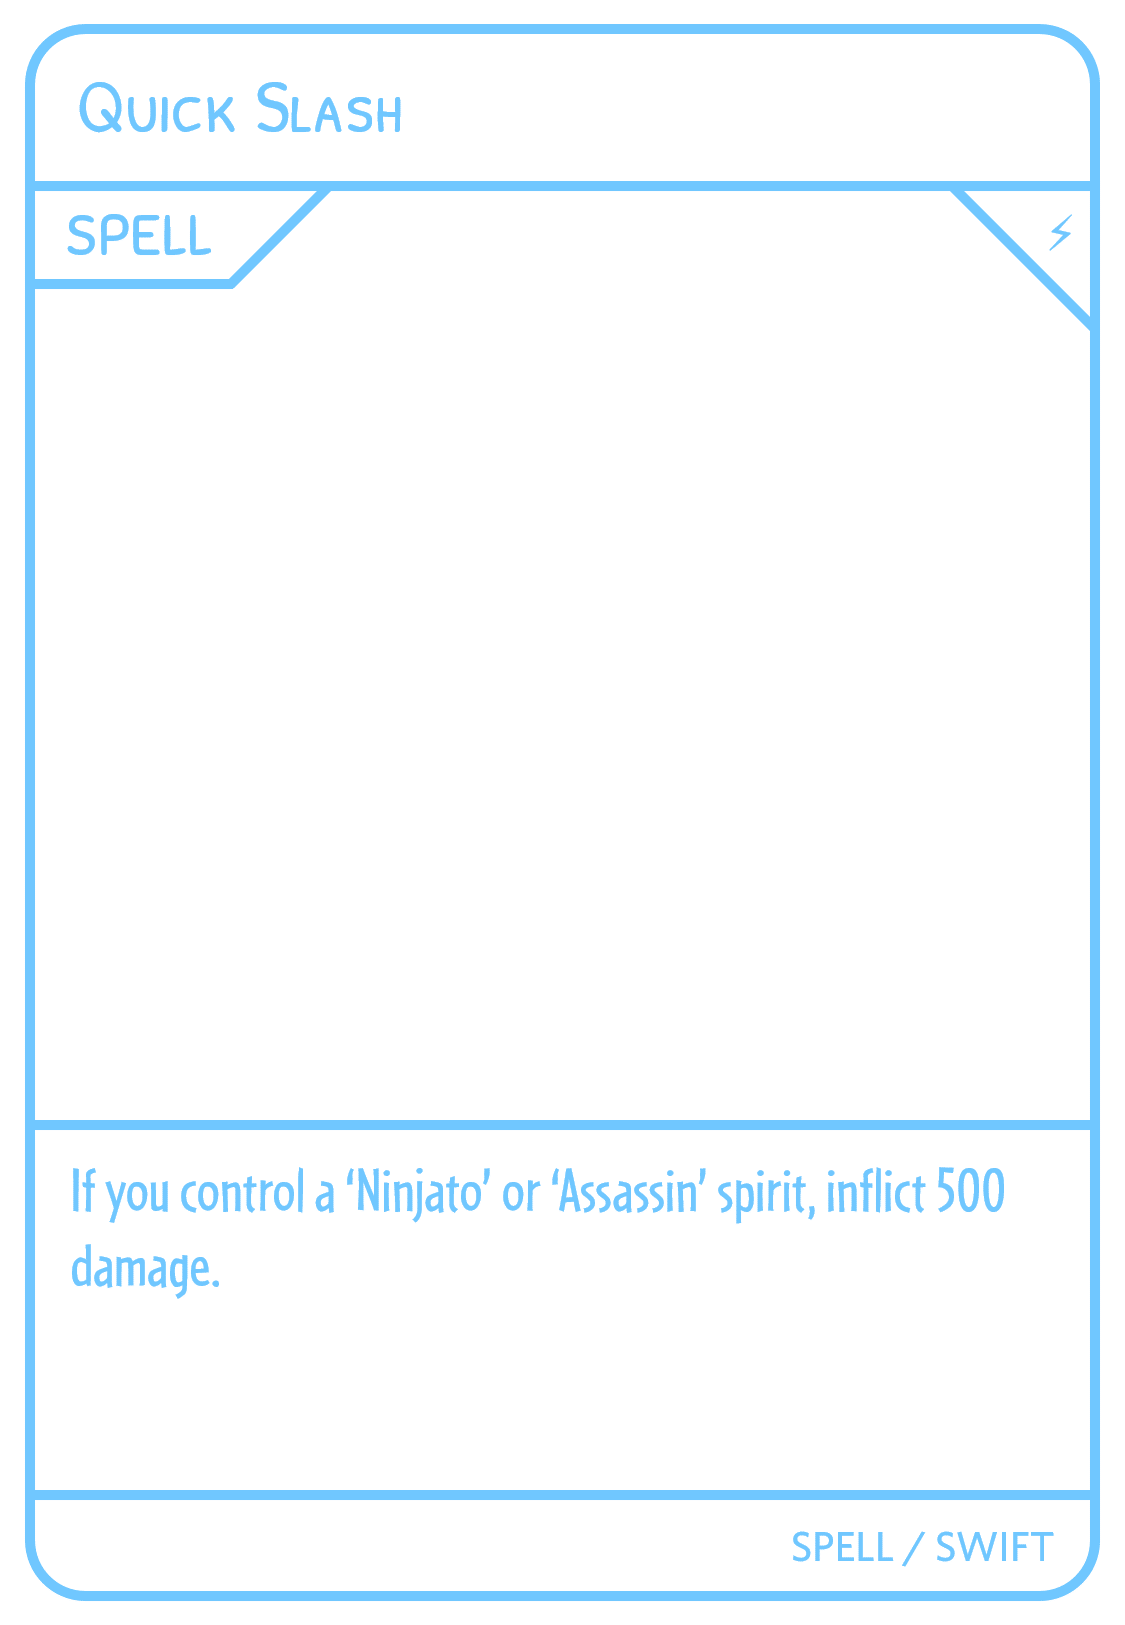 Quick Slash
SPELL
⚡
If you control a ‘Ninjato’ or ‘Assassin’ spirit, inflict 500
damage.
SPELL / SWIFT